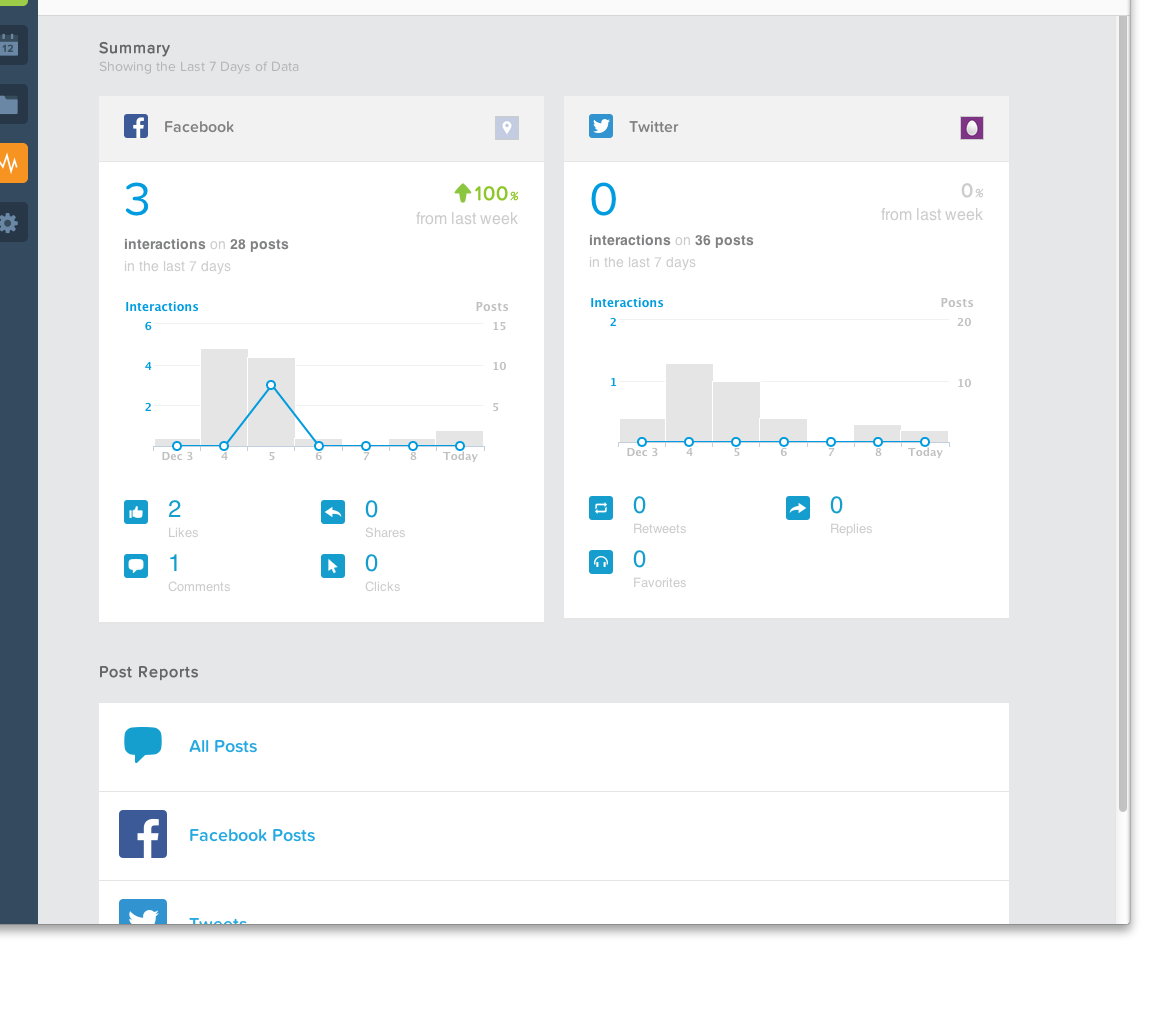 12
Summary
Showing the Last 7 Days of Data
Facebook
3
100%
from last week
interactions on 28 posts
in the last 7 days
Interactions Posts
6 15
4 10
2 5
Dec 3 4 5 6 7 8 Today
2
Likes
0
Shares
1
Comments
0
Clicks
Twitter
0
0%
from last week
interactions on 36 posts
in the last 7 days
Interactions Posts
2 20
1 10
Dec 3 4 5 6 7 8 Today
0
Retweets
0
Replies
0
Favorites
Post Reports
All Posts
Facebook Posts
Tweets